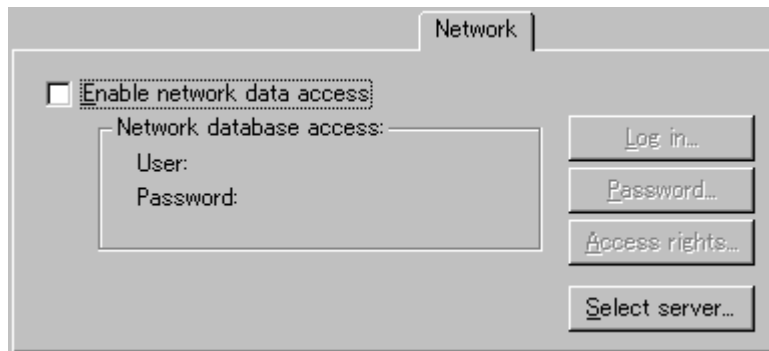 Network
Enable network data access
Network database access:
User:
Password:
Log in...
Password...
Access rights...
Select server...